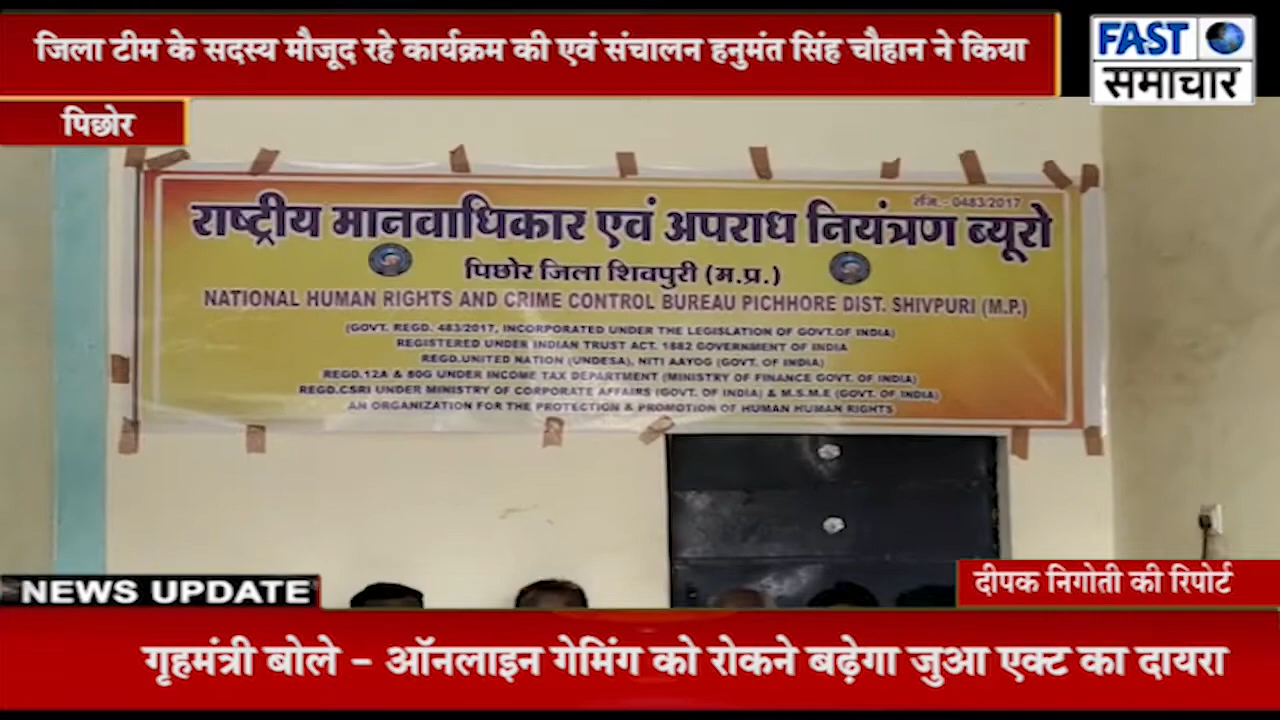 जिला टीम के सदस्य मौजूद रहे कार्यक्रम की एवं संचालन हनुमंत सिंह चौहान ने किया
FAST
समाचार
पिछोर
रजि.- 0483/2017
राष्ट्रीय मानवाधिकार एवं अपराध नियंत्रण ब्यूरो
पिछोर जिला शिवपुरी (म.प्र.)
NATIONAL HUMAN RIGHTS AND CRIME CONTROL BUREAU PICHHORE DIST. SHIVPURI (M.P.)
(GOVT. REGD. 483/2017, INCORPORATED UNDER THE LEGISLATION OF GOVT.OF INDIA)
REGISTERED UNDER INDIAN TRUST ACT. 1882 GOVERNMENT OF INDIA
REGD.UNITED NATION (UNDESA), NITI AAYOG (GOVT. OF INDIA)
REGD.12A & 80G UNDER INCOME TAX DEPARTMENT (MINISTRY OF FINANCE GOVT. OF INDIA)
REGD.CSRI UNDER MINISTRY OF CORPORATE AFFAIRS (GOVT. OF INDIA) & M.S.M.E (GOVT. OF INDIA)
AN ORGANIZATION FOR THE PROTECTION & PROMOTION OF HUMAN HUMAN RIGHTS
NEWS UPDATE
दीपक निगोती की रिपोर्ट
गृहमंत्री बोले - ऑनलाइन गेमिंग को रोकने बढ़ेगा जुआ एक्ट का दायरा